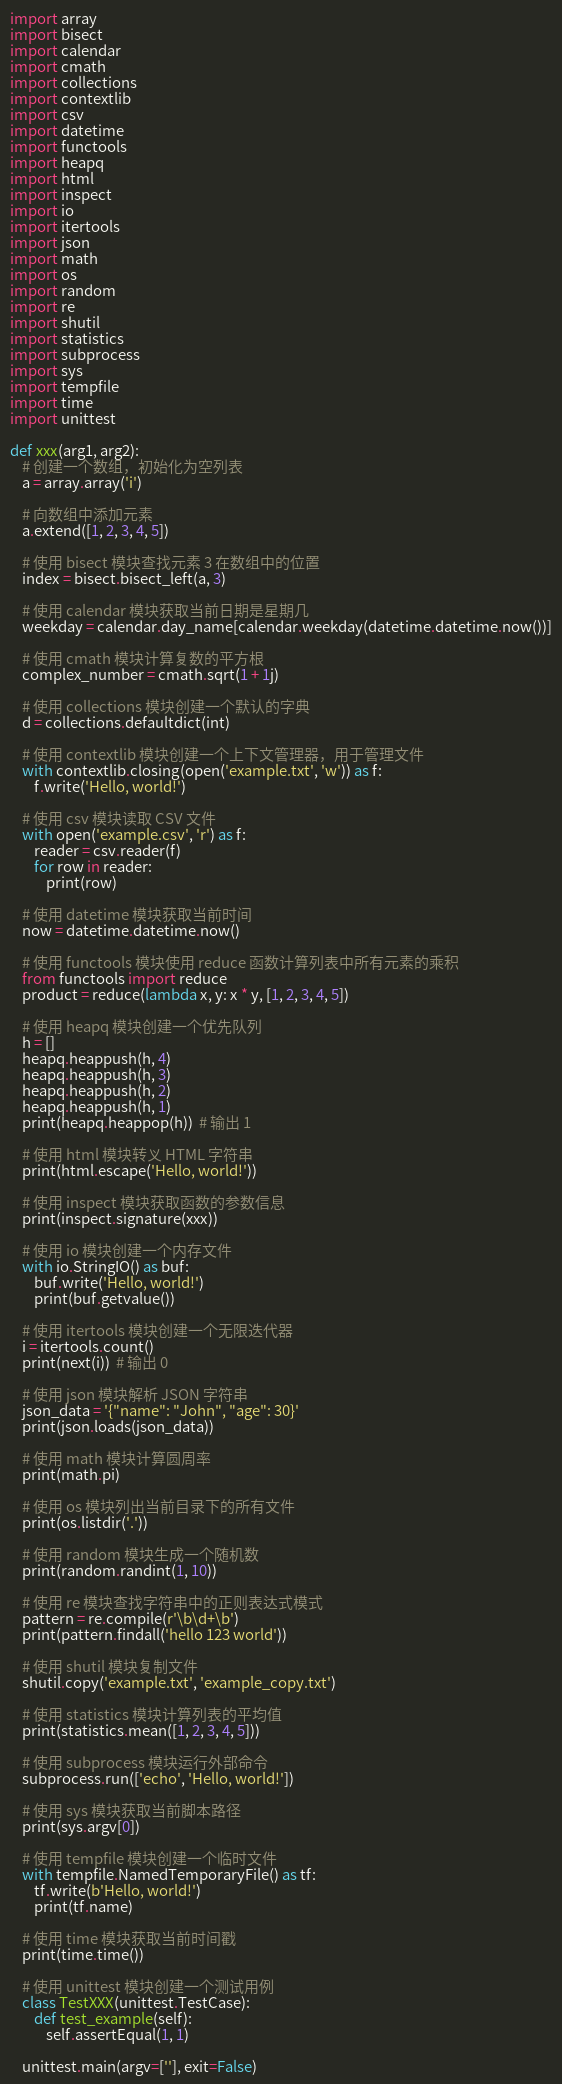 import array
import bisect
import calendar
import cmath
import collections
import contextlib
import csv
import datetime
import functools
import heapq
import html
import inspect
import io
import itertools
import json
import math
import os
import random
import re
import shutil
import statistics
import subprocess
import sys
import tempfile
import time
import unittest

def xxx(arg1, arg2):
    # 创建一个数组，初始化为空列表
    a = array.array('i')

    # 向数组中添加元素
    a.extend([1, 2, 3, 4, 5])

    # 使用 bisect 模块查找元素 3 在数组中的位置
    index = bisect.bisect_left(a, 3)

    # 使用 calendar 模块获取当前日期是星期几
    weekday = calendar.day_name[calendar.weekday(datetime.datetime.now())]

    # 使用 cmath 模块计算复数的平方根
    complex_number = cmath.sqrt(1 + 1j)

    # 使用 collections 模块创建一个默认的字典
    d = collections.defaultdict(int)

    # 使用 contextlib 模块创建一个上下文管理器，用于管理文件
    with contextlib.closing(open('example.txt', 'w')) as f:
        f.write('Hello, world!')

    # 使用 csv 模块读取 CSV 文件
    with open('example.csv', 'r') as f:
        reader = csv.reader(f)
        for row in reader:
            print(row)

    # 使用 datetime 模块获取当前时间
    now = datetime.datetime.now()

    # 使用 functools 模块使用 reduce 函数计算列表中所有元素的乘积
    from functools import reduce
    product = reduce(lambda x, y: x * y, [1, 2, 3, 4, 5])

    # 使用 heapq 模块创建一个优先队列
    h = []
    heapq.heappush(h, 4)
    heapq.heappush(h, 3)
    heapq.heappush(h, 2)
    heapq.heappush(h, 1)
    print(heapq.heappop(h))  # 输出 1

    # 使用 html 模块转义 HTML 字符串
    print(html.escape('Hello, world!'))

    # 使用 inspect 模块获取函数的参数信息
    print(inspect.signature(xxx))

    # 使用 io 模块创建一个内存文件
    with io.StringIO() as buf:
        buf.write('Hello, world!')
        print(buf.getvalue())

    # 使用 itertools 模块创建一个无限迭代器
    i = itertools.count()
    print(next(i))  # 输出 0

    # 使用 json 模块解析 JSON 字符串
    json_data = '{"name": "John", "age": 30}'
    print(json.loads(json_data))

    # 使用 math 模块计算圆周率
    print(math.pi)

    # 使用 os 模块列出当前目录下的所有文件
    print(os.listdir('.'))

    # 使用 random 模块生成一个随机数
    print(random.randint(1, 10))

    # 使用 re 模块查找字符串中的正则表达式模式
    pattern = re.compile(r'\b\d+\b')
    print(pattern.findall('hello 123 world'))

    # 使用 shutil 模块复制文件
    shutil.copy('example.txt', 'example_copy.txt')

    # 使用 statistics 模块计算列表的平均值
    print(statistics.mean([1, 2, 3, 4, 5]))

    # 使用 subprocess 模块运行外部命令
    subprocess.run(['echo', 'Hello, world!'])

    # 使用 sys 模块获取当前脚本路径
    print(sys.argv[0])

    # 使用 tempfile 模块创建一个临时文件
    with tempfile.NamedTemporaryFile() as tf:
        tf.write(b'Hello, world!')
        print(tf.name)

    # 使用 time 模块获取当前时间戳
    print(time.time())

    # 使用 unittest 模块创建一个测试用例
    class TestXXX(unittest.TestCase):
        def test_example(self):
            self.assertEqual(1, 1)

    unittest.main(argv=[''], exit=False)